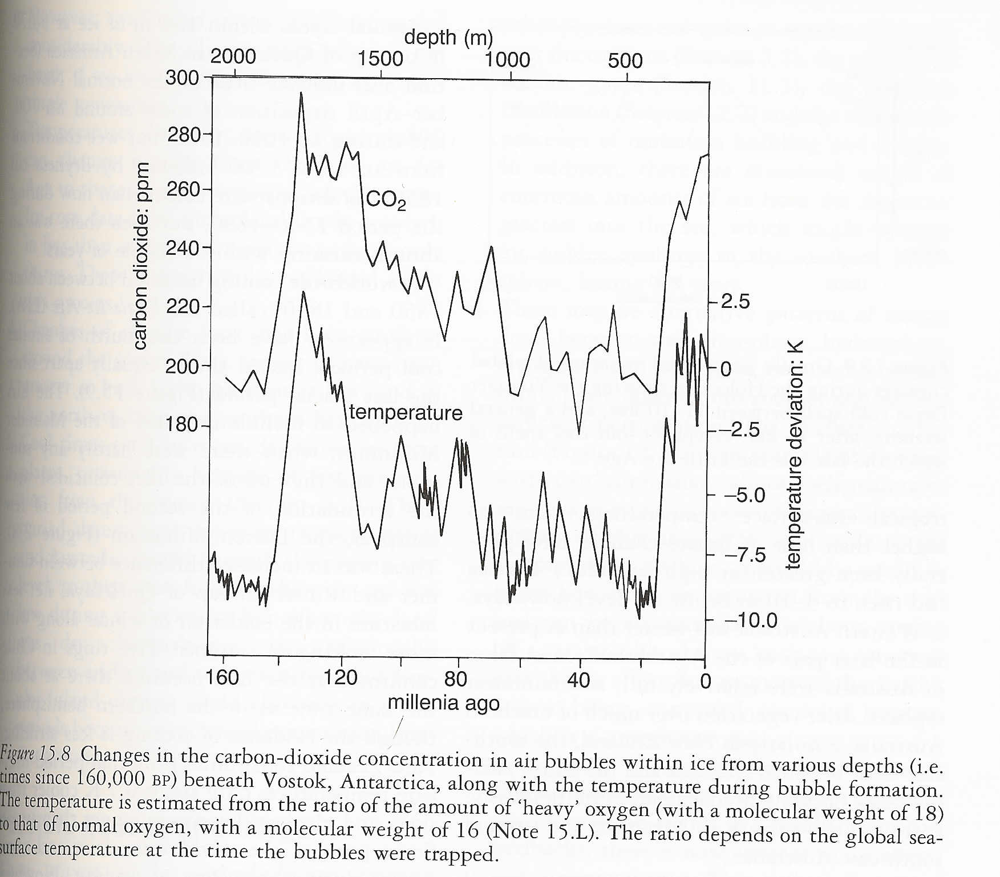 depth (m)
2000 1500 1000 500
300
280
260
240
220
200
180
carbon dioxide: ppm
CO₂
temperature
2.5
0
−2.5
−5.0
−7.5
−10.0
temperature deviation: K
160 120 80 40 0
millenia ago
Figure 15.8 Changes in the carbon-dioxide concentration in air bubbles within ice from various depths (i.e.
times since 160,000 BP) beneath Vostok, Antarctica, along with the temperature during bubble formation.
The temperature is estimated from the ratio of the amount of ‘heavy’ oxygen (with a molecular weight of 18)
to that of normal oxygen, with a molecular weight of 16 (Note 15.L). The ratio depends on the global sea-
surface temperature at the time the bubbles were trapped.